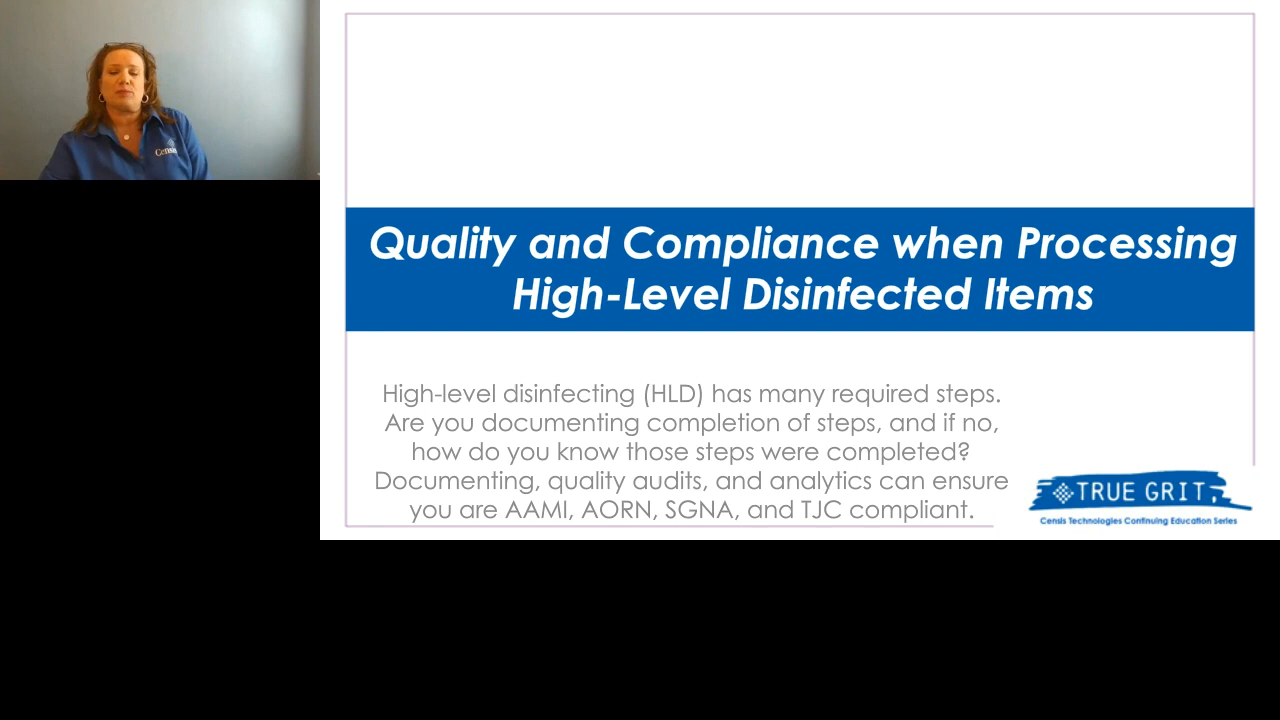 Censis
Quality and Compliance when Processing
High-Level Disinfected Items
High-level disinfecting (HLD) has many required steps.
Are you documenting completion of steps, and if no,
how do you know those steps were completed?
Documenting, quality audits, and analytics can ensure
you are AAMI, AORN, SGNA, and TJC compliant.
TRUE GRIT
Censis Technologies Continuing Education Series